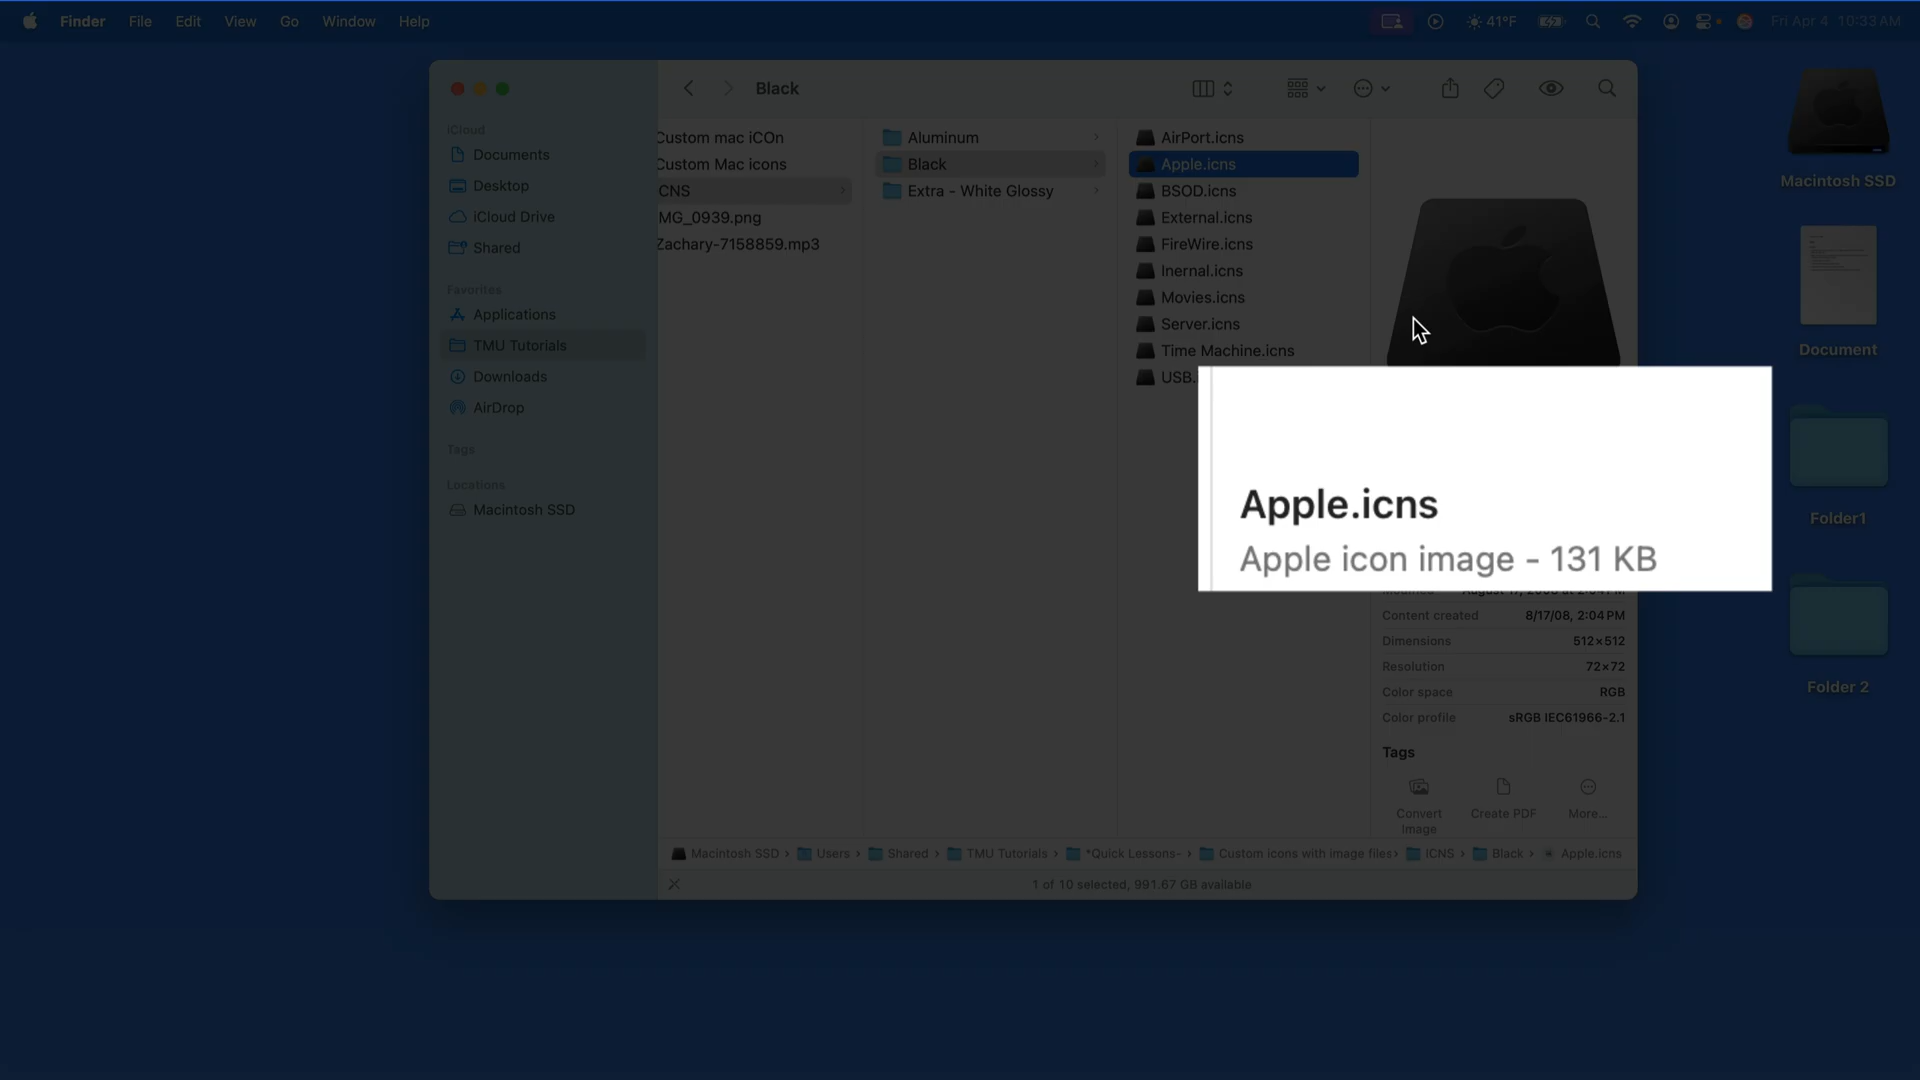 Finder File Edit View Go Window Help
41°F
Fri Apr 4 10:33 AM
Black
iCloud
Documents
Desktop
iCloud Drive
Shared
Favorites
Applications
TMU Tutorials
Downloads
AirDrop
Tags
Locations
Macintosh SSD
Custom mac iCOn
Custom Mac icons
CNS
MG_0939.png
Zachary-7158859.mp3
Aluminum
Black
Extra - White Glossy
AirPort.icns
Apple.icns
BSOD.icns
External.icns
FireWire.icns
Inernal.icns
Movies.icns
Server.icns
Time Machine.icns
USB.
Apple.icns
Apple icon image - 131 KB
Content created 8/17/08, 2:04 PM
Dimensions 512×512
Resolution 72×72
Color space RGB
Color profile sRGB IEC61966-2.1
Tags
Convert
Image
Create PDF
More...
Macintosh SSD › Users › Shared › TMU Tutorials › *Quick Lessons- › Custom icons with image files › ICNS › Black › Apple.icns
1 of 10 selected, 991.67 GB available
Macintosh SSD
Document
Folder1
Folder 2